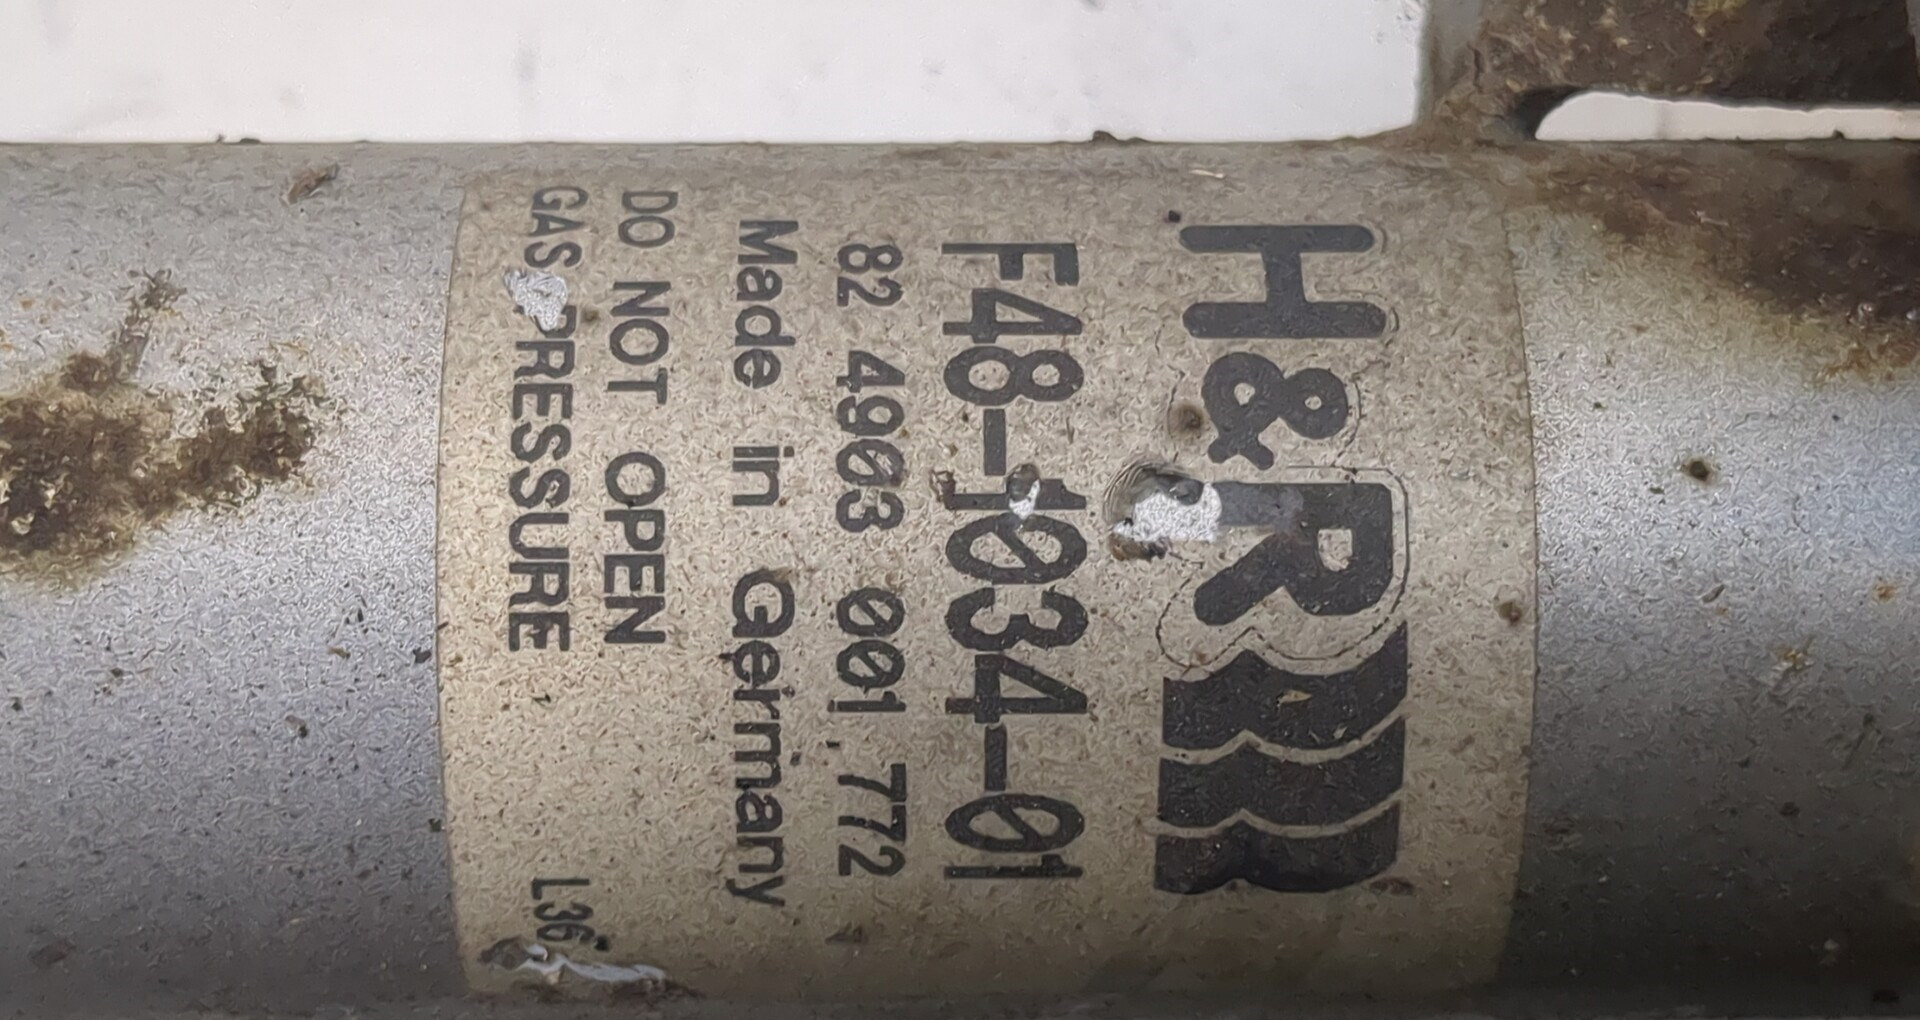 H&R
F48-1034-01
82 4903 001 772
Made in Germany
DO NOT OPEN
GAS PRESSURE L36